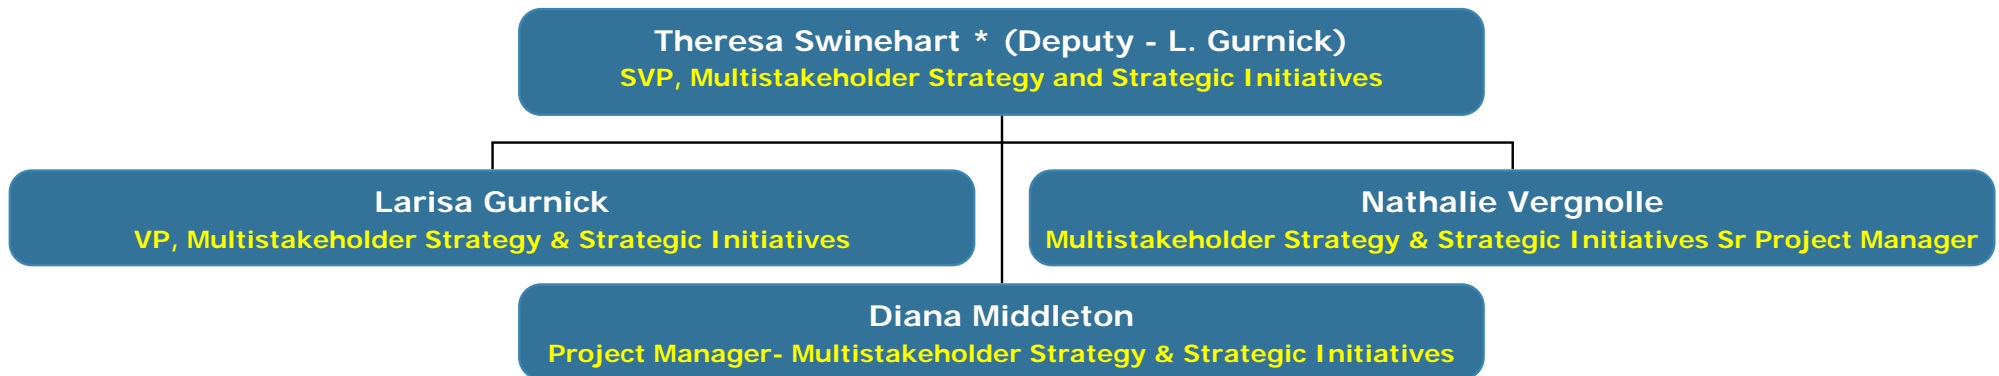 Theresa Swinehart * (Deputy - L. Gurnick)
SVP, Multistakeholder Strategy and Strategic Initiatives
Larisa Gurnick
VP, Multistakeholder Strategy & Strategic Initiatives
Nathalie Vergnolle
Multistakeholder Strategy & Strategic Initiatives Sr Project Manager
Diana Middleton
Project Manager- Multistakeholder Strategy & Strategic Initiatives